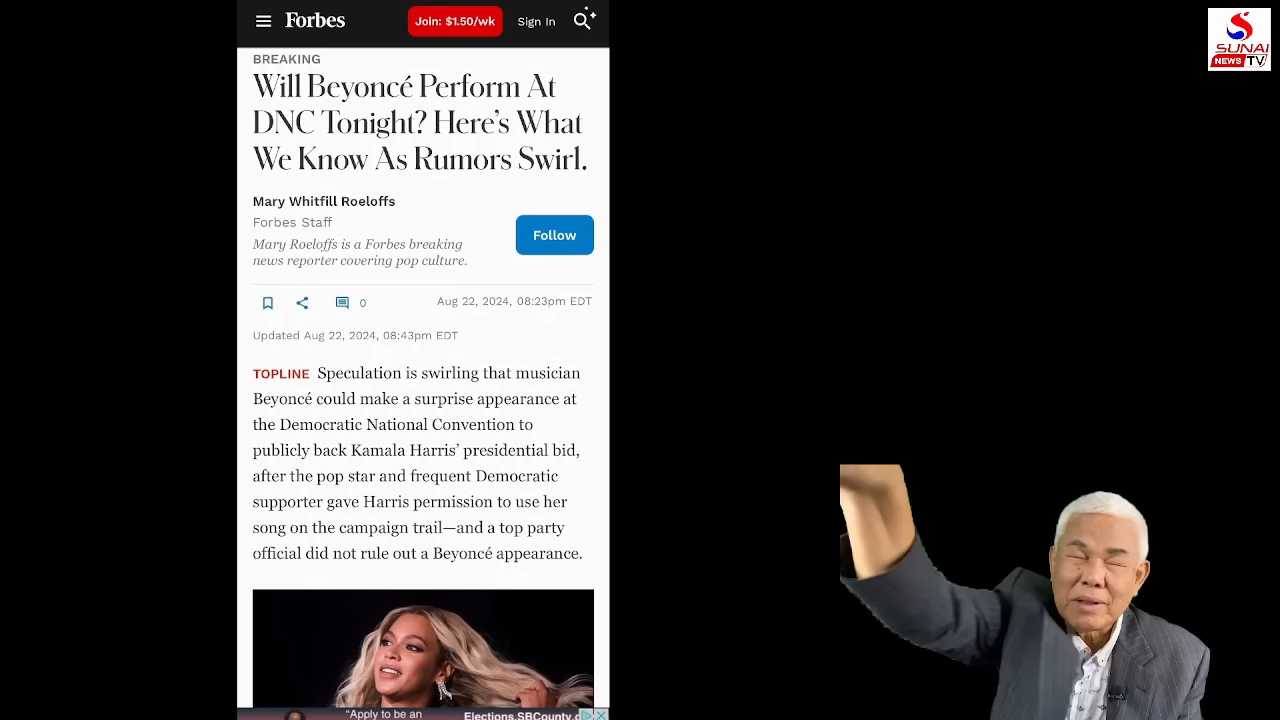 Forbes
Join: $1.50/wk
Sign In
SUNAI
NEWS TV
BREAKING
Will Beyoncé Perform At
DNC Tonight? Here’s What
We Know As Rumors Swirl.
Mary Whitfill Roeloffs
Forbes Staff
Mary Roeloffs is a Forbes breaking
news reporter covering pop culture.
Follow
0
Aug 22, 2024, 08:23pm EDT
Updated Aug 22, 2024, 08:43pm EDT
TOPLINE Speculation is swirling that musician
Beyoncé could make a surprise appearance at
the Democratic National Convention to
publicly back Kamala Harris’ presidential bid,
after the pop star and frequent Democratic
supporter gave Harris permission to use her
song on the campaign trail—and a top party
official did not rule out a Beyoncé appearance.
“Apply to be an